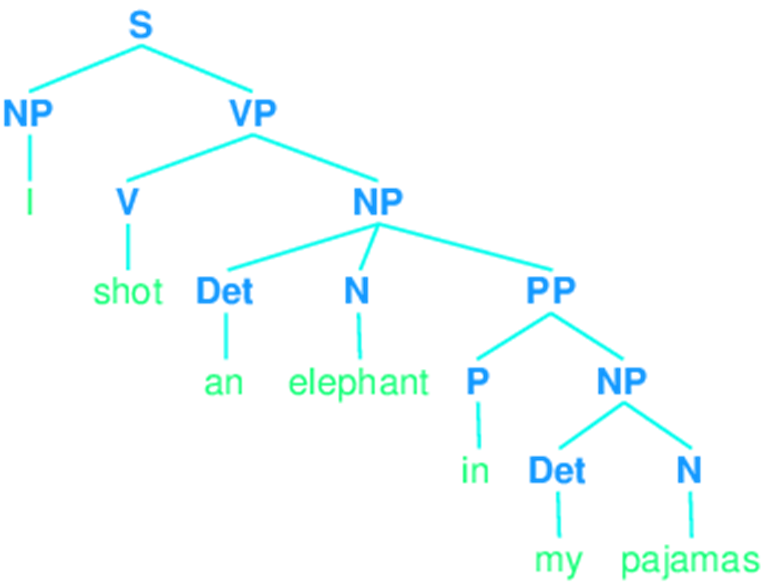 S
NP VP
I V NP
shot Det N PP
an elephant P NP
in Det N
my pajamas